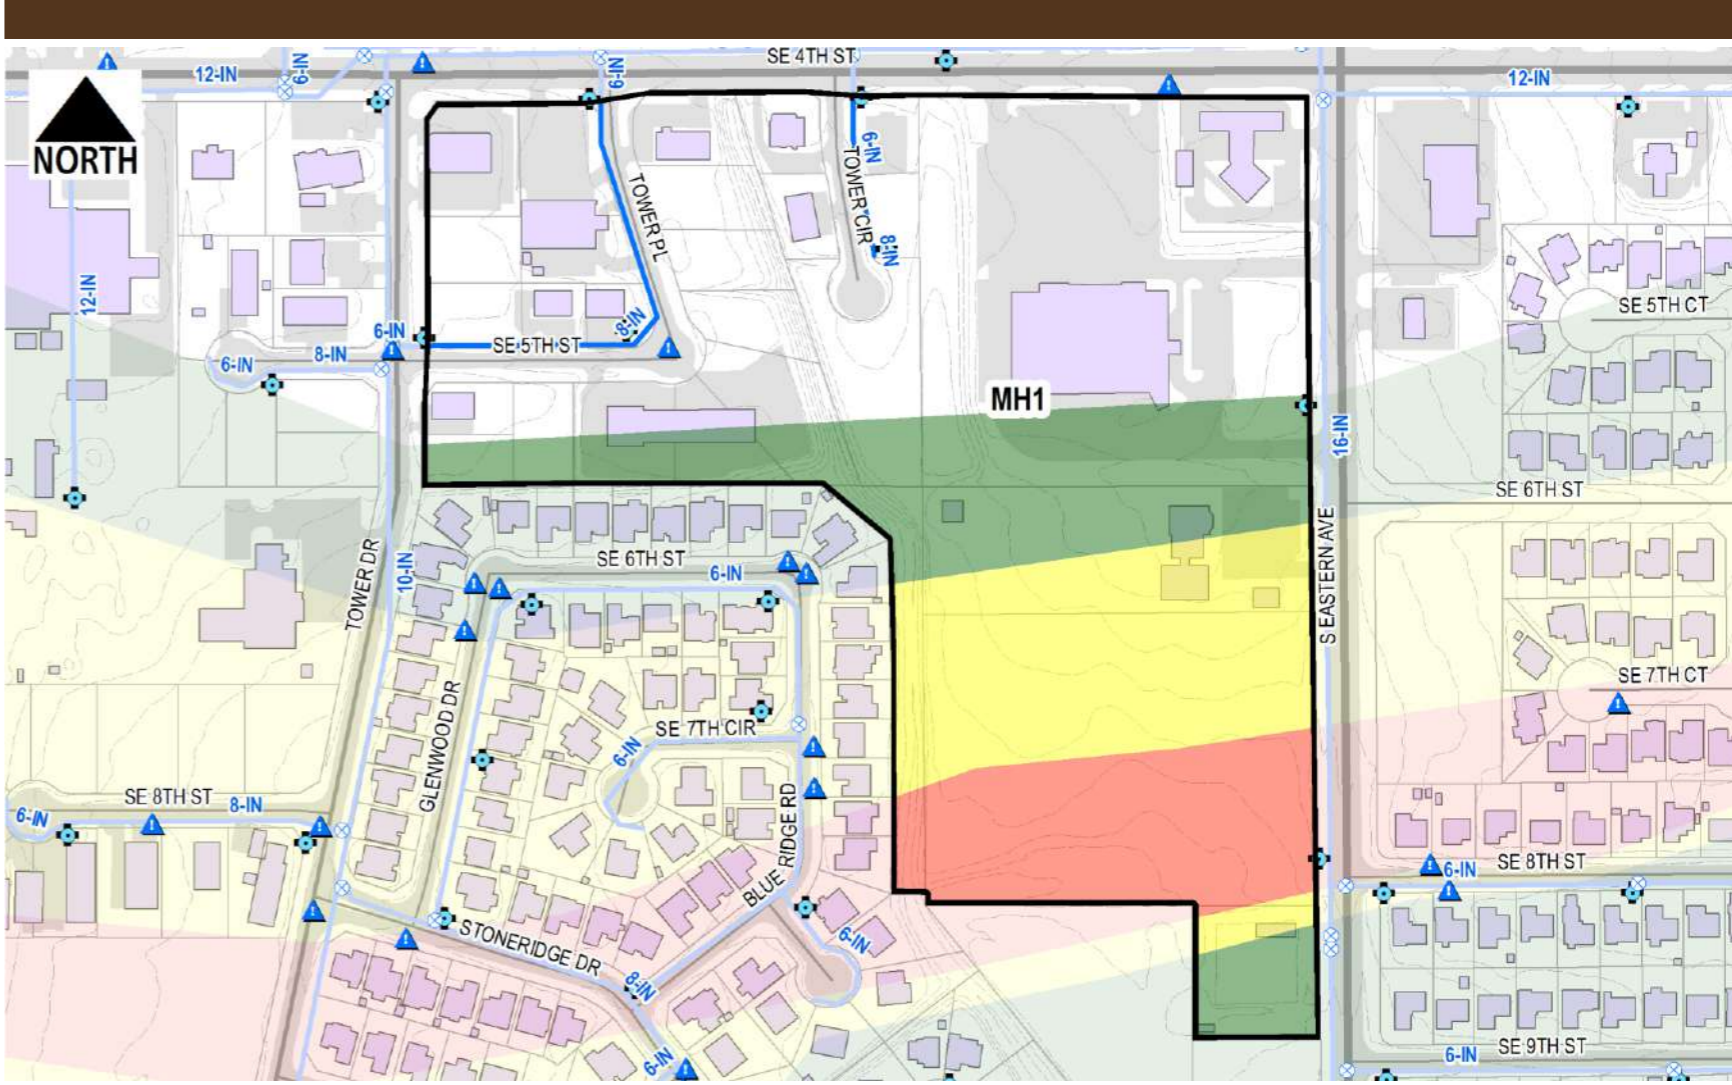 SE 4TH ST
12-IN
6-IN
6-IN
12-IN
NORTH
6-IN
TOWER CIR
TOWER PL
8-IN
12-IN
SE 5TH CT
6-IN
8-IN
SE 5TH ST
8-IN
6-IN
MH1
16-IN
SE 6TH ST
SE 6TH ST
6-IN
10-IN
TOWER DR
S EASTERN AVE
SE 7TH CT
GLENWOOD DR
SE 7TH CIR
6-IN
SE 8TH ST
8-IN
6-IN
BLUE RIDGE RD
SE 8TH ST
6-IN
STONERIDGE DR
6-IN
8-IN
6-IN
6-IN
SE 9TH ST